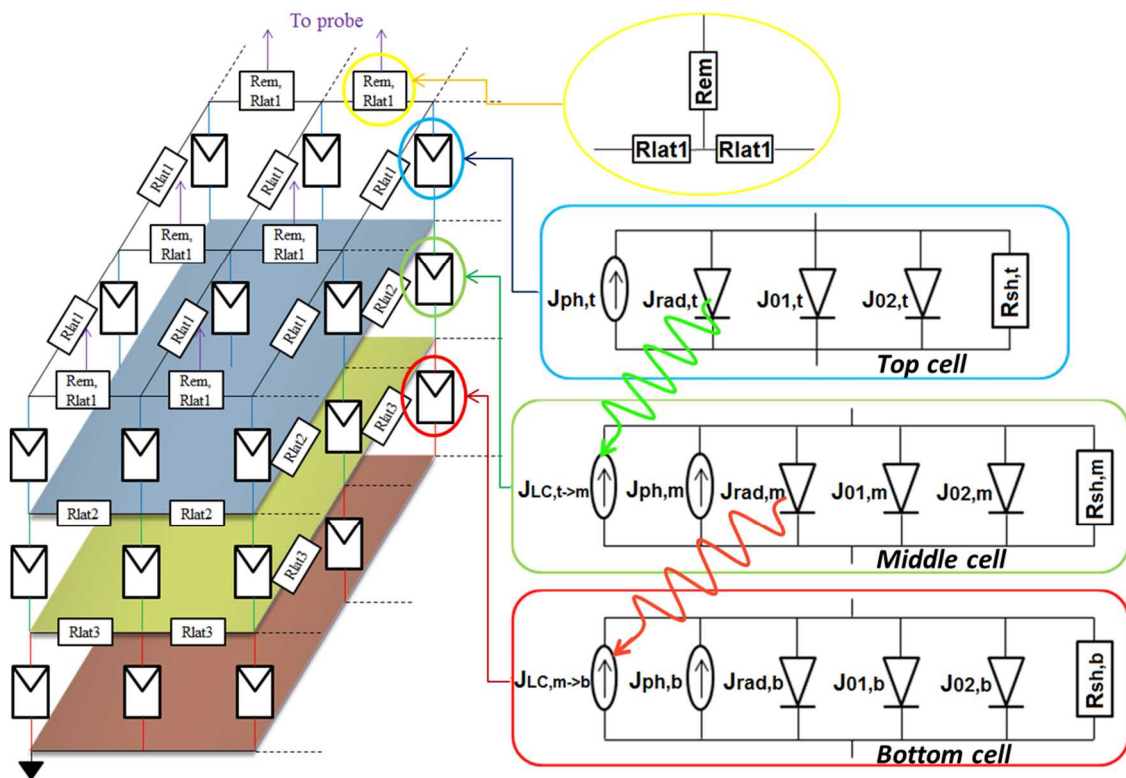 To probe
Rem,
Rlat1
Rem,
Rlat1
Rem
Rlat1
Rlat1
Rlat1
Rlat1
Rlat1
Rem,
Rlat1
Rem,
Rlat1
Rlat2
Jph,t
Jrad,t
J01,t
J02,t
Rsh,t
Top cell
Rlat1
Rlat1
Rlat1
Rem,
Rlat1
Rem,
Rlat1
Rlat3
Rlat2
JLC,t->m
Jph,m
Jrad,m
J01,m
J02,m
Rsh,m
Middle cell
Rlat2
Rlat2
Rlat3
Rlat3
Rlat3
JLC,m->b
Jph,b
Jrad,b
J01,b
J02,b
Rsh,b
Bottom cell